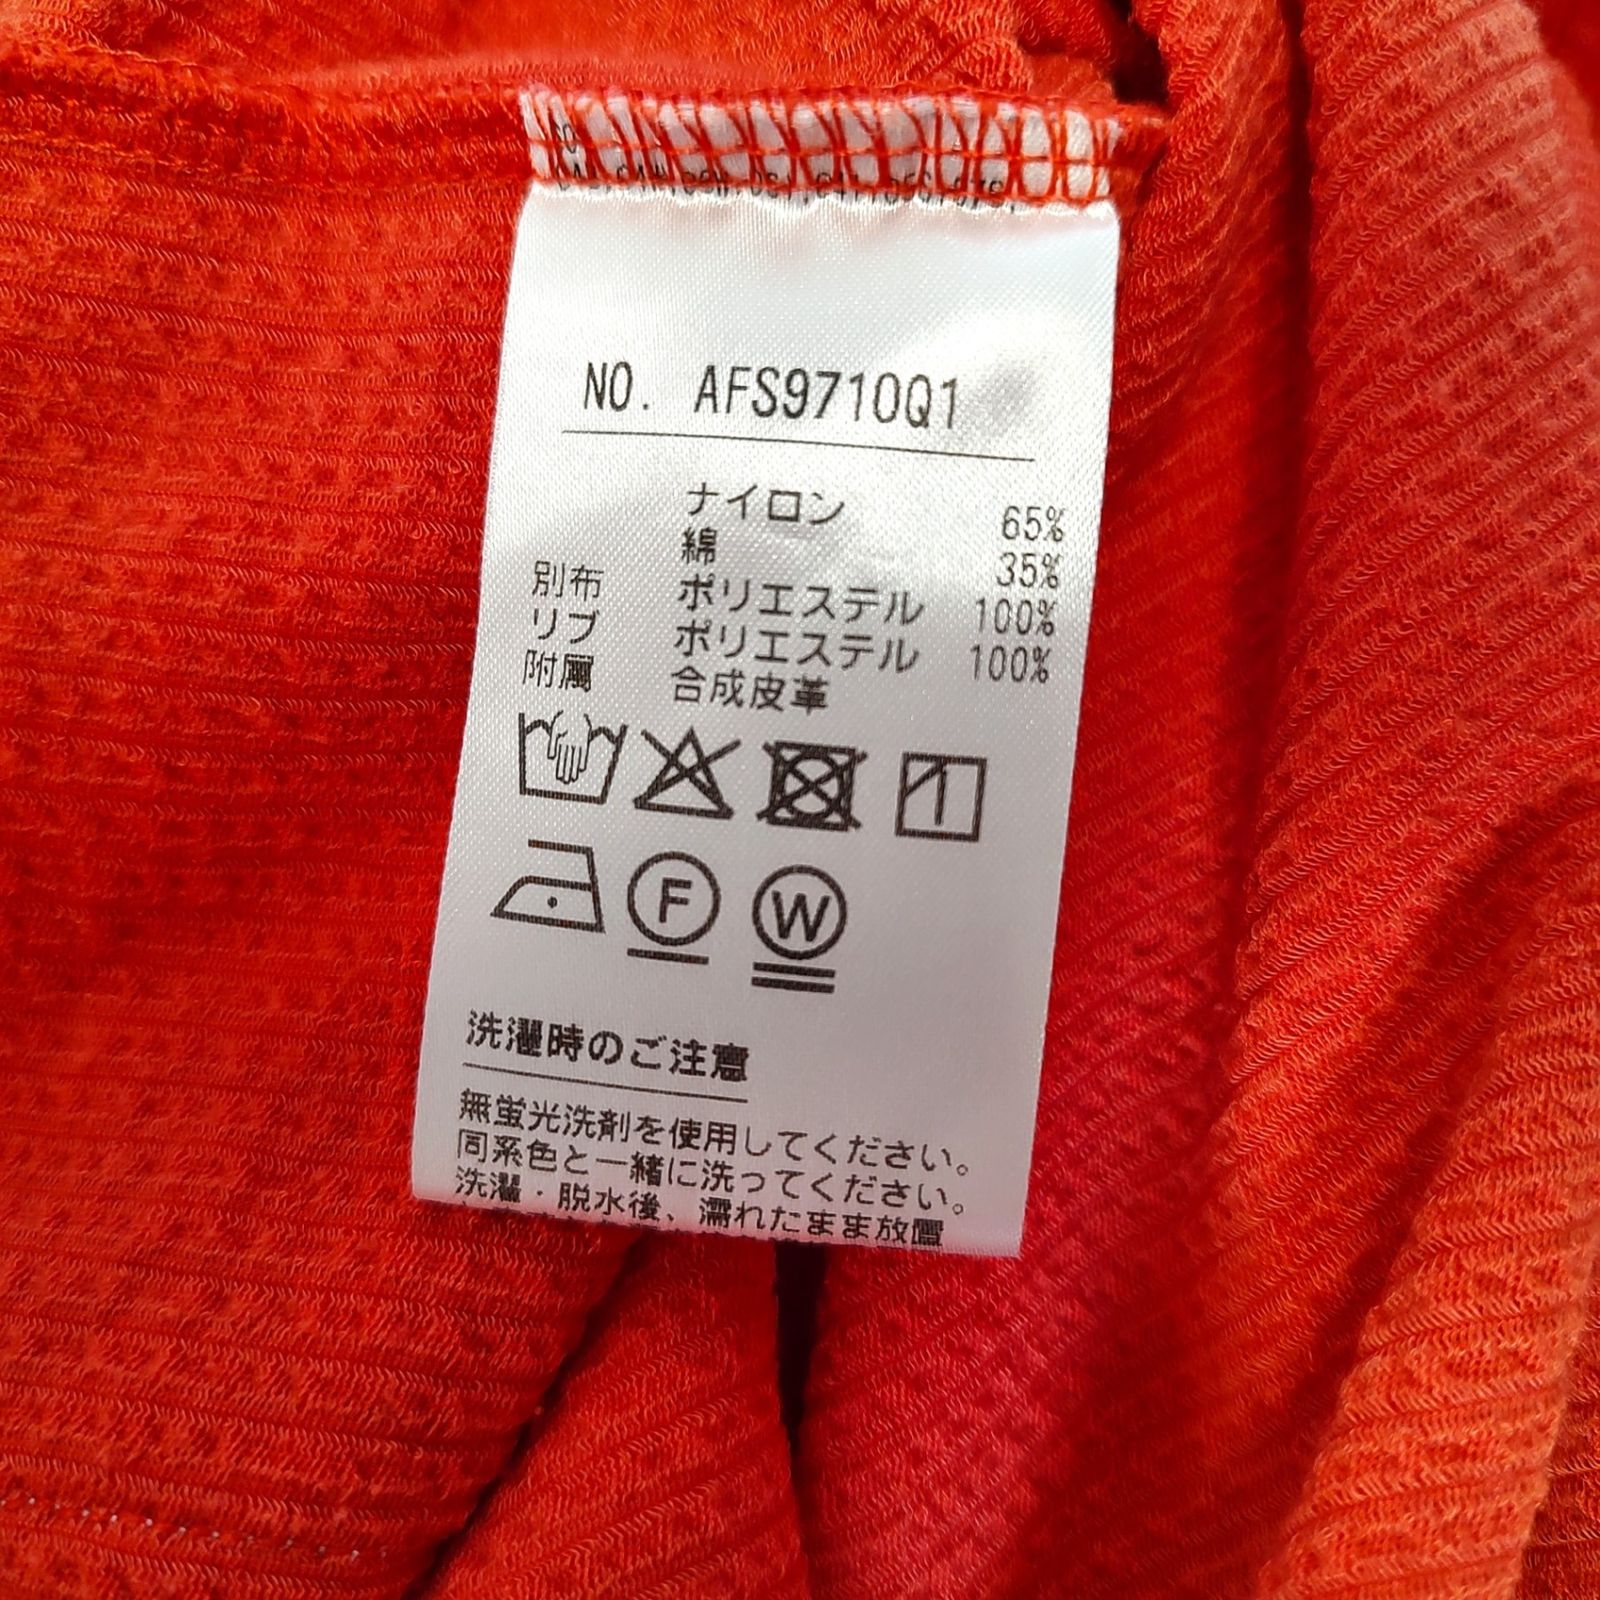 NO. AFS9710Q1
ナイロン 65%
綿 35%
別布 ポリエステル 100%
リブ ポリエステル 100%
附属 合成皮革
1
F W
洗濯時のご注意
無蛍光洗剤を使用してください。
同系色と一緒に洗ってください。
洗濯・脱水後、濡れたまま放置